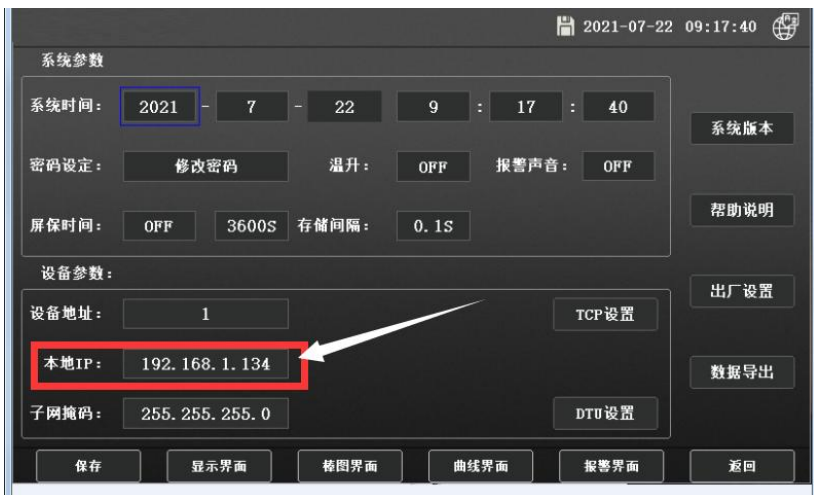 2021-07-22 09:17:40
系统参数
系统时间： 2021 - 7 - 22 9 : 17 : 40
系统版本
密码设定： 修改密码 温升： OFF 报警声音： OFF
帮助说明
屏保时间： OFF 3600S 存储间隔： 0.1S
设备参数：
出厂设置
设备地址： 1 TCP设置
本地IP： 192.168.1.134
数据导出
子网掩码： 255.255.255.0 DTU设置
保存 显示界面 棒图界面 曲线界面 报警界面 返回